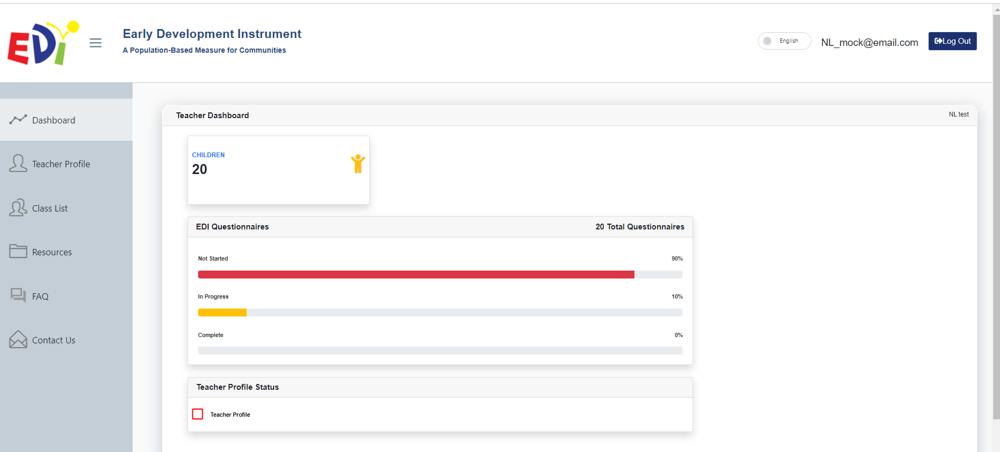 EDi
Early Development Instrument
A Population-Based Measure for Communities
English
NL_mock@email.com
Log Out
Dashboard
Teacher Profile
Class List
Resources
FAQ
Contact Us
Teacher Dashboard
NL test
CHILDREN
20
EDI Questionnaires
20 Total Questionnaires
Not Started
90%
In Progress
10%
Complete
0%
Teacher Profile Status
Teacher Profile